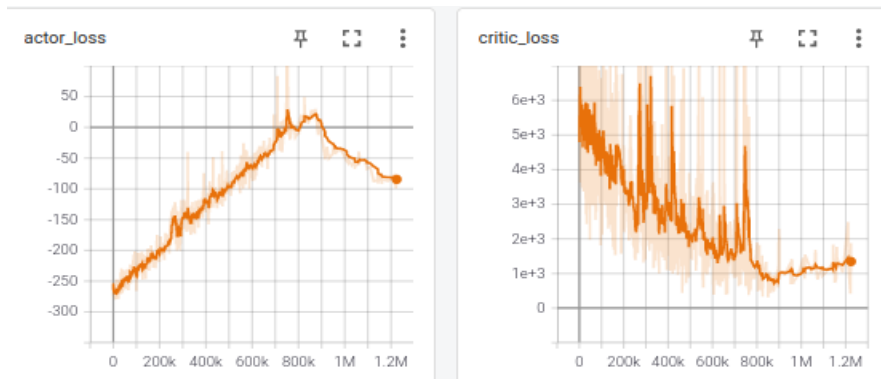 actor_loss
50
0
-50
-100
-150
-200
-250
-300
0 200k 400k 600k 800k 1M 1.2M
critic_loss
6e+3
5e+3
4e+3
3e+3
2e+3
1e+3
0
0 200k 400k 600k 800k 1M 1.2M